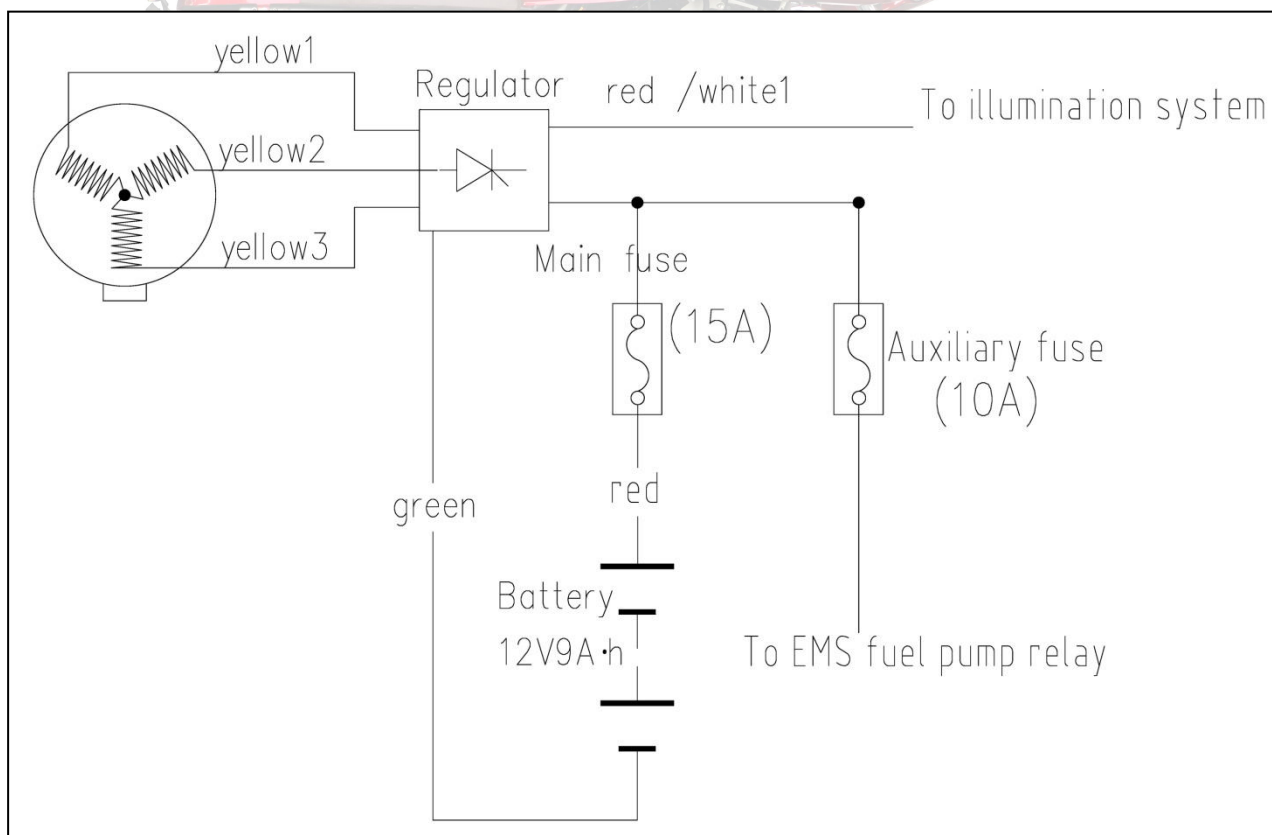 yellow1
Regulator
red /white1
To illumination system
yellow2
yellow3
Main fuse
(15A)
Auxiliary fuse
(10A)
red
green
Battery
12V9A·h
To EMS fuel pump relay